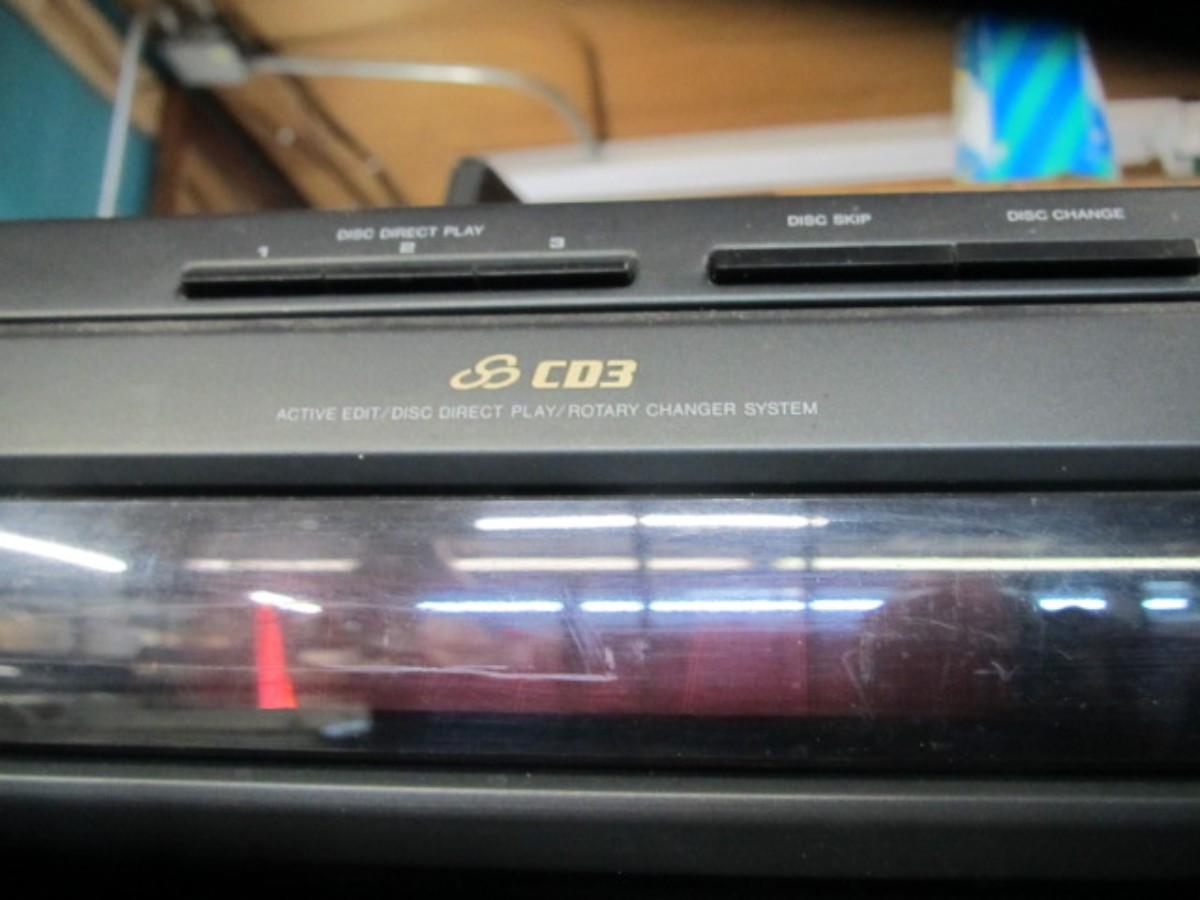 DISC DIRECT PLAY
1 2 3
DISC SKIP
DISC CHANGE
CD3
ACTIVE EDIT/DISC DIRECT PLAY/ROTARY CHANGER SYSTEM